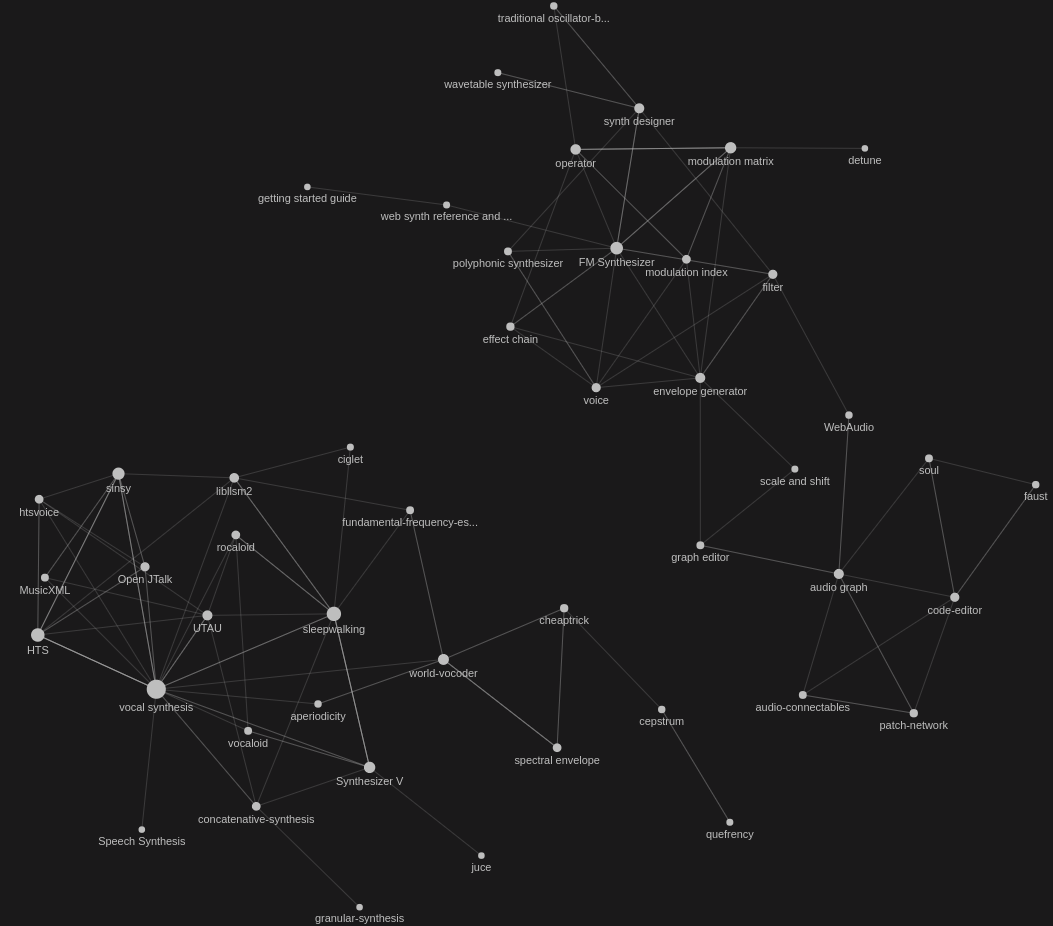 traditional oscillator-b...
wavetable synthesizer
synth designer
operator
modulation matrix
detune
getting started guide
web synth reference and ...
polyphonic synthesizer
FM Synthesizer
modulation index
filter
effect chain
voice
envelope generator
WebAudio
ciglet
soul
scale and shift
sinsy
libllsm2
faust
htsvoice
fundamental-frequency-es...
rocaloid
graph editor
Open JTalk
MusicXML
audio graph
code-editor
UTAU
sleepwalking
cheaptrick
HTS
world-vocoder
vocal synthesis
aperiodicity
audio-connectables
cepstrum
patch-network
vocaloid
spectral envelope
Synthesizer V
concatenative-synthesis
quefrency
Speech Synthesis
juce
granular-synthesis